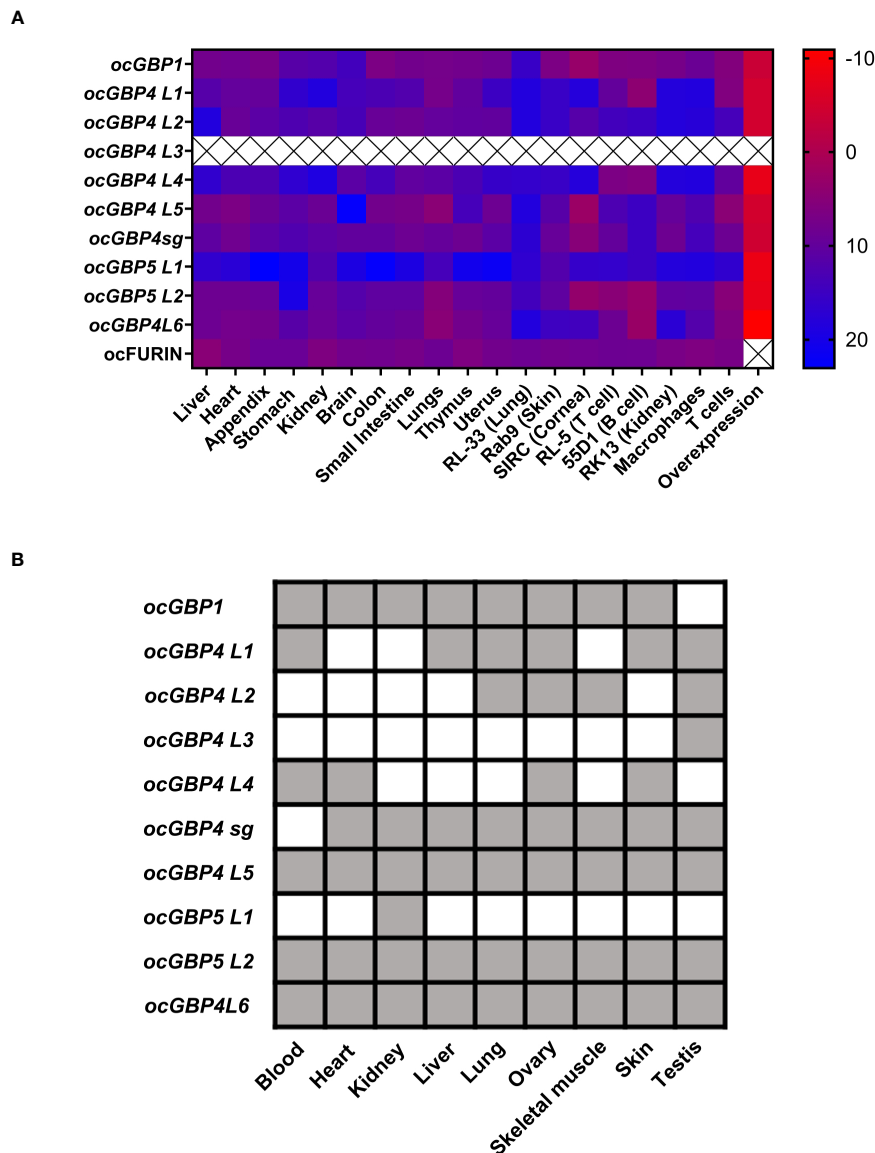 A
ocGBP1
ocGBP4 L1
ocGBP4 L2
ocGBP4 L3
ocGBP4 L4
ocGBP4 L5
ocGBP4sg
ocGBP5 L1
ocGBP5 L2
ocGBP4L6
ocFURIN
-10
0
10
20
Liver
Heart
Appendix
Stomach
Kidney
Brain
Colon
Small Intestine
Lungs
Thymus
Uterus
RL-33 (Lung)
Rab9 (Skin)
SIRC (Cornea)
RL-5 (T cell)
55D1 (B cell)
RK13 (Kidney)
Macrophages
T cells
Overexpression
B
ocGBP1
ocGBP4 L1
ocGBP4 L2
ocGBP4 L3
ocGBP4 L4
ocGBP4 sg
ocGBP4 L5
ocGBP5 L1
ocGBP5 L2
ocGBP4L6
Blood
Heart
Kidney
Liver
Lung
Ovary
Skeletal muscle
Skin
Testis